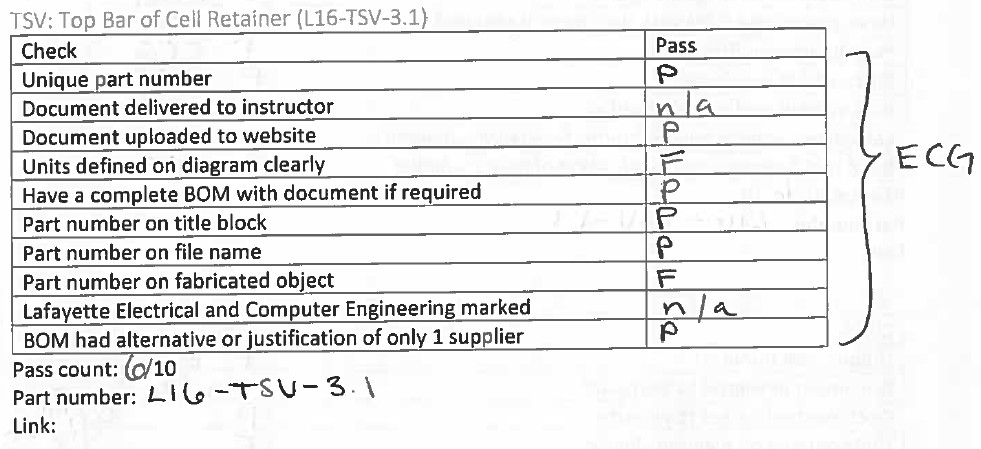 TSV: Top Bar of Cell Retainer (L16-TSV-3.1)
Check Pass
Unique part number P
Document delivered to instructor n/a
Document uploaded to website P
Units defined on diagram clearly F
Have a complete BOM with document if required P
Part number on title block P
Part number on file name P
Part number on fabricated object F
Lafayette Electrical and Computer Engineering marked n/a
BOM had alternative or justification of only 1 supplier P
ECG
Pass count: 6/10
Part number: L16-TSV-3.1
Link: